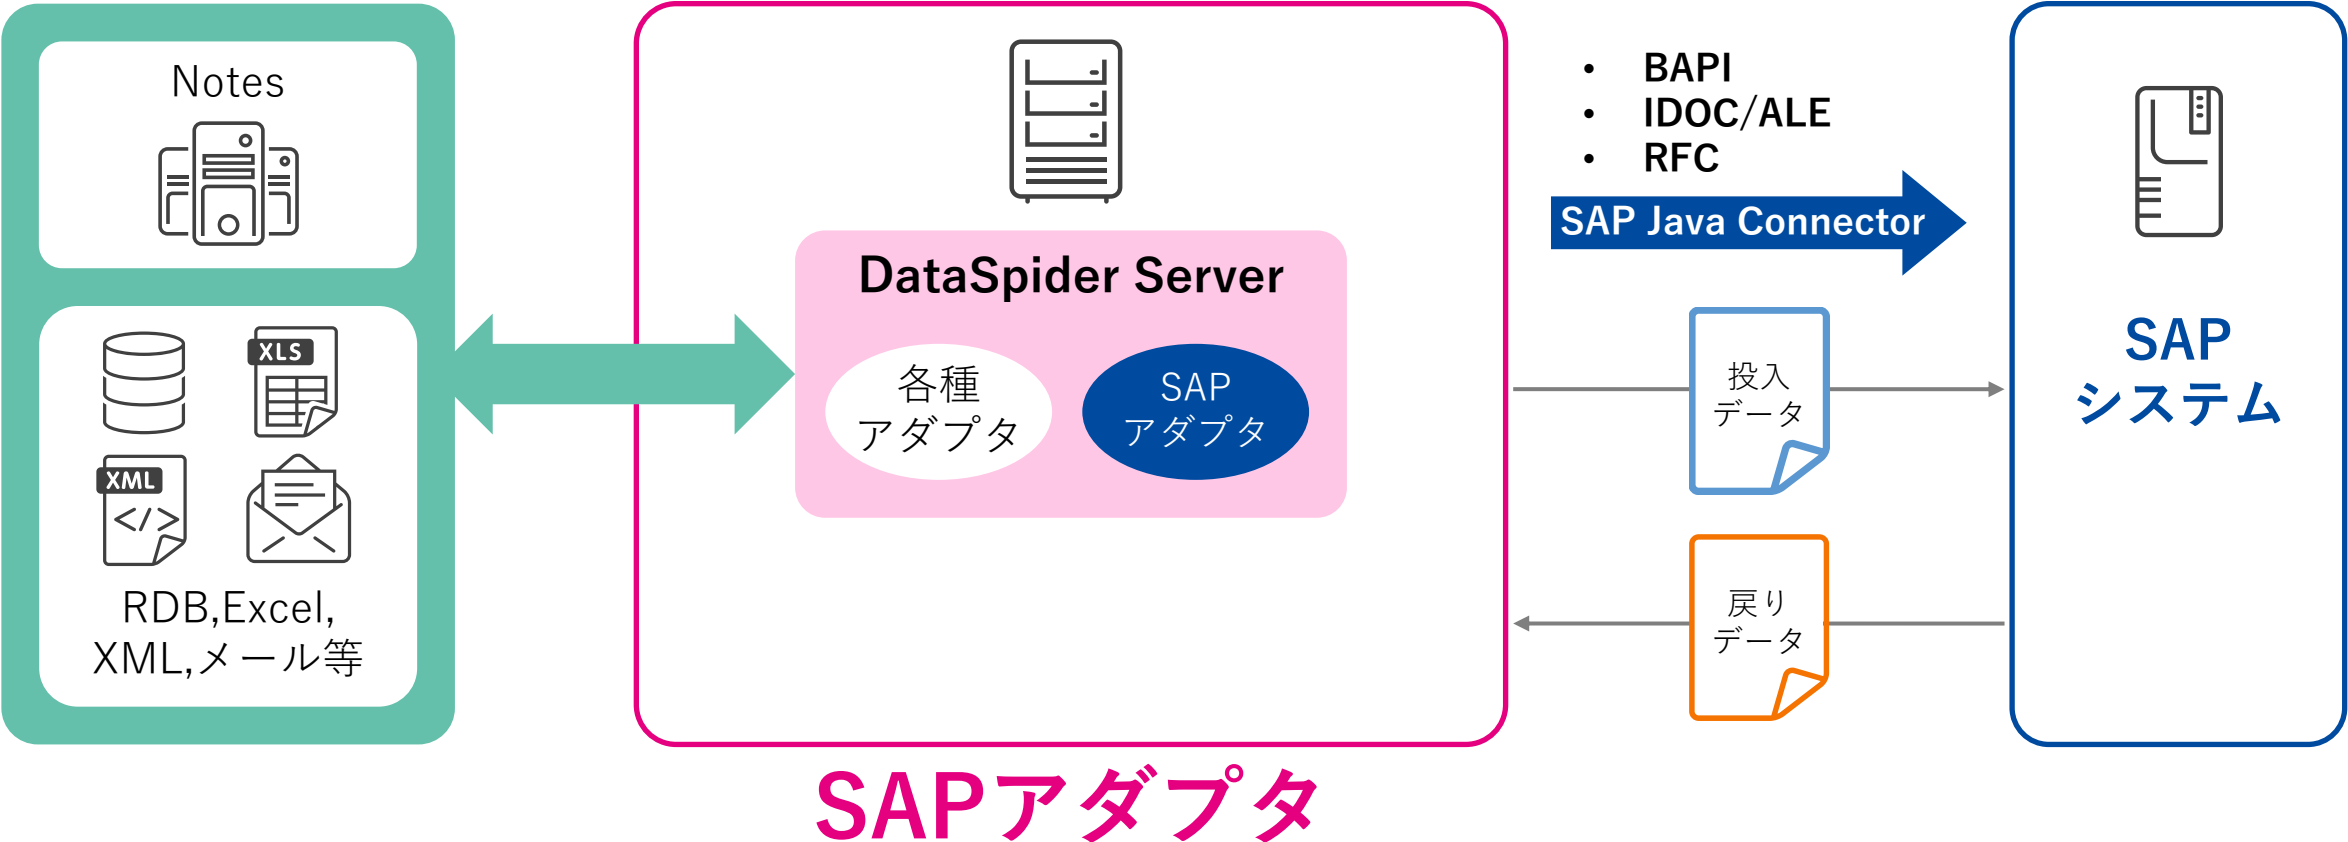 Notes
XLS
XML
RDB,Excel,
XML,メール等
DataSpider Server
各種
アダプタ
SAP
アダプタ
• BAPI
• IDOC/ALE
• RFC
SAP Java Connector
投入
データ
戻り
データ
SAP
システム
SAPアダプタ